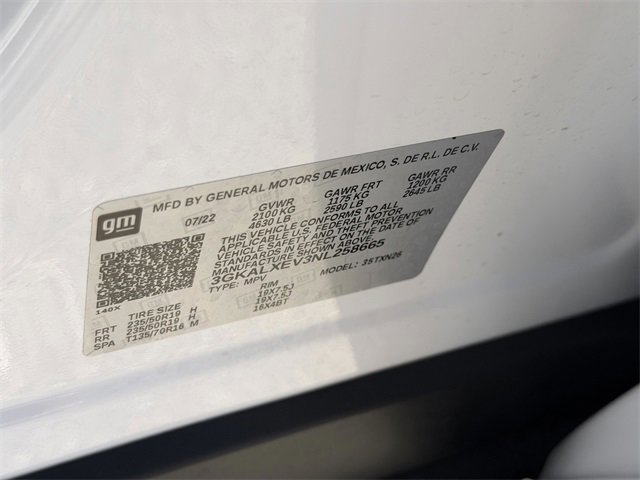 gm
MFD BY GENERAL MOTORS DE MEXICO, S. DE R.L. DE C.V.
07/22 GVWR GAWR FRT GAWR RR
2100 KG 1175 KG 1200 KG
4630 LB 2590 LB 2645 LB
THIS VEHICLE CONFORMS TO ALL
APPLICABLE U.S. FEDERAL MOTOR
VEHICLE SAFETY AND THEFT PREVENTION
STANDARDS IN EFFECT ON THE DATE OF
MANUFACTURE SHOWN ABOVE.
3GKALXEV3NL258665
TYPE: MPV MODEL: 3STXN26
140X
TIRE SIZE RIM
FRT 235/50R19 H 19X7.5J
RR 235/50R19 H 19X7.5J
SPA T135/70R16 M 16X4BT